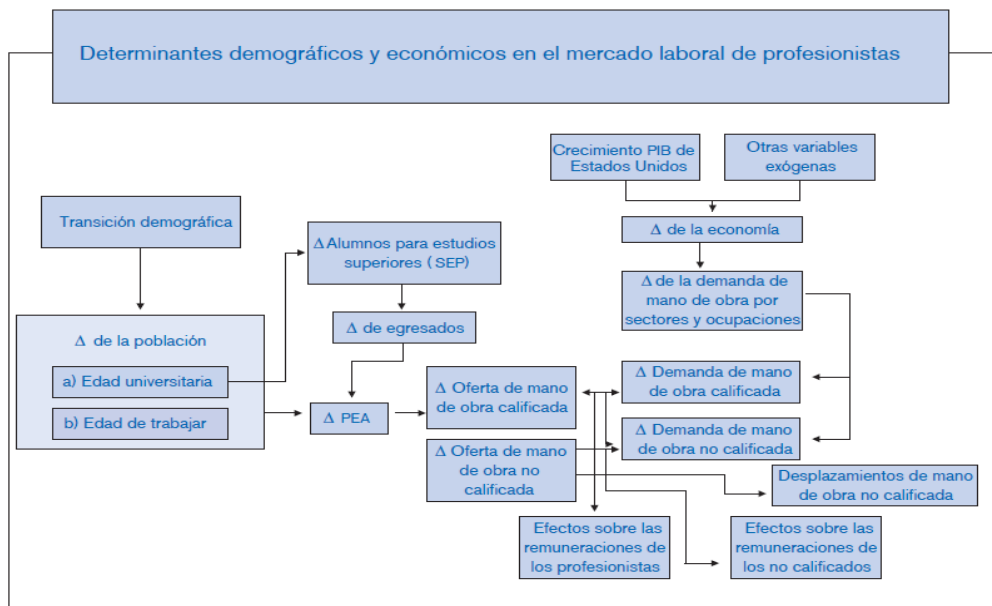 Determinantes demográficos y económicos en el mercado laboral de profesionistas
Crecimiento PIB de
Estados Unidos
Otras variables
exógenas
Transición demográfica
Δ Alumnos para estudios
superiores ( SEP)
Δ de la economía
Δ de la demanda de
mano de obra por
sectores y ocupaciones
Δ de la población
Δ de egresados
a) Edad universitaria
b) Edad de trabajar
Δ PEA
Δ Oferta de mano
de obra calificada
Δ Demanda de mano
de obra calificada
Δ Oferta de mano
de obra no
calificada
Δ Demanda de mano
de obra no calificada
Desplazamientos de mano
de obra no calificada
Efectos sobre las
remuneraciones de
los profesionistas
Efectos sobre las
remuneraciones de
los no calificados